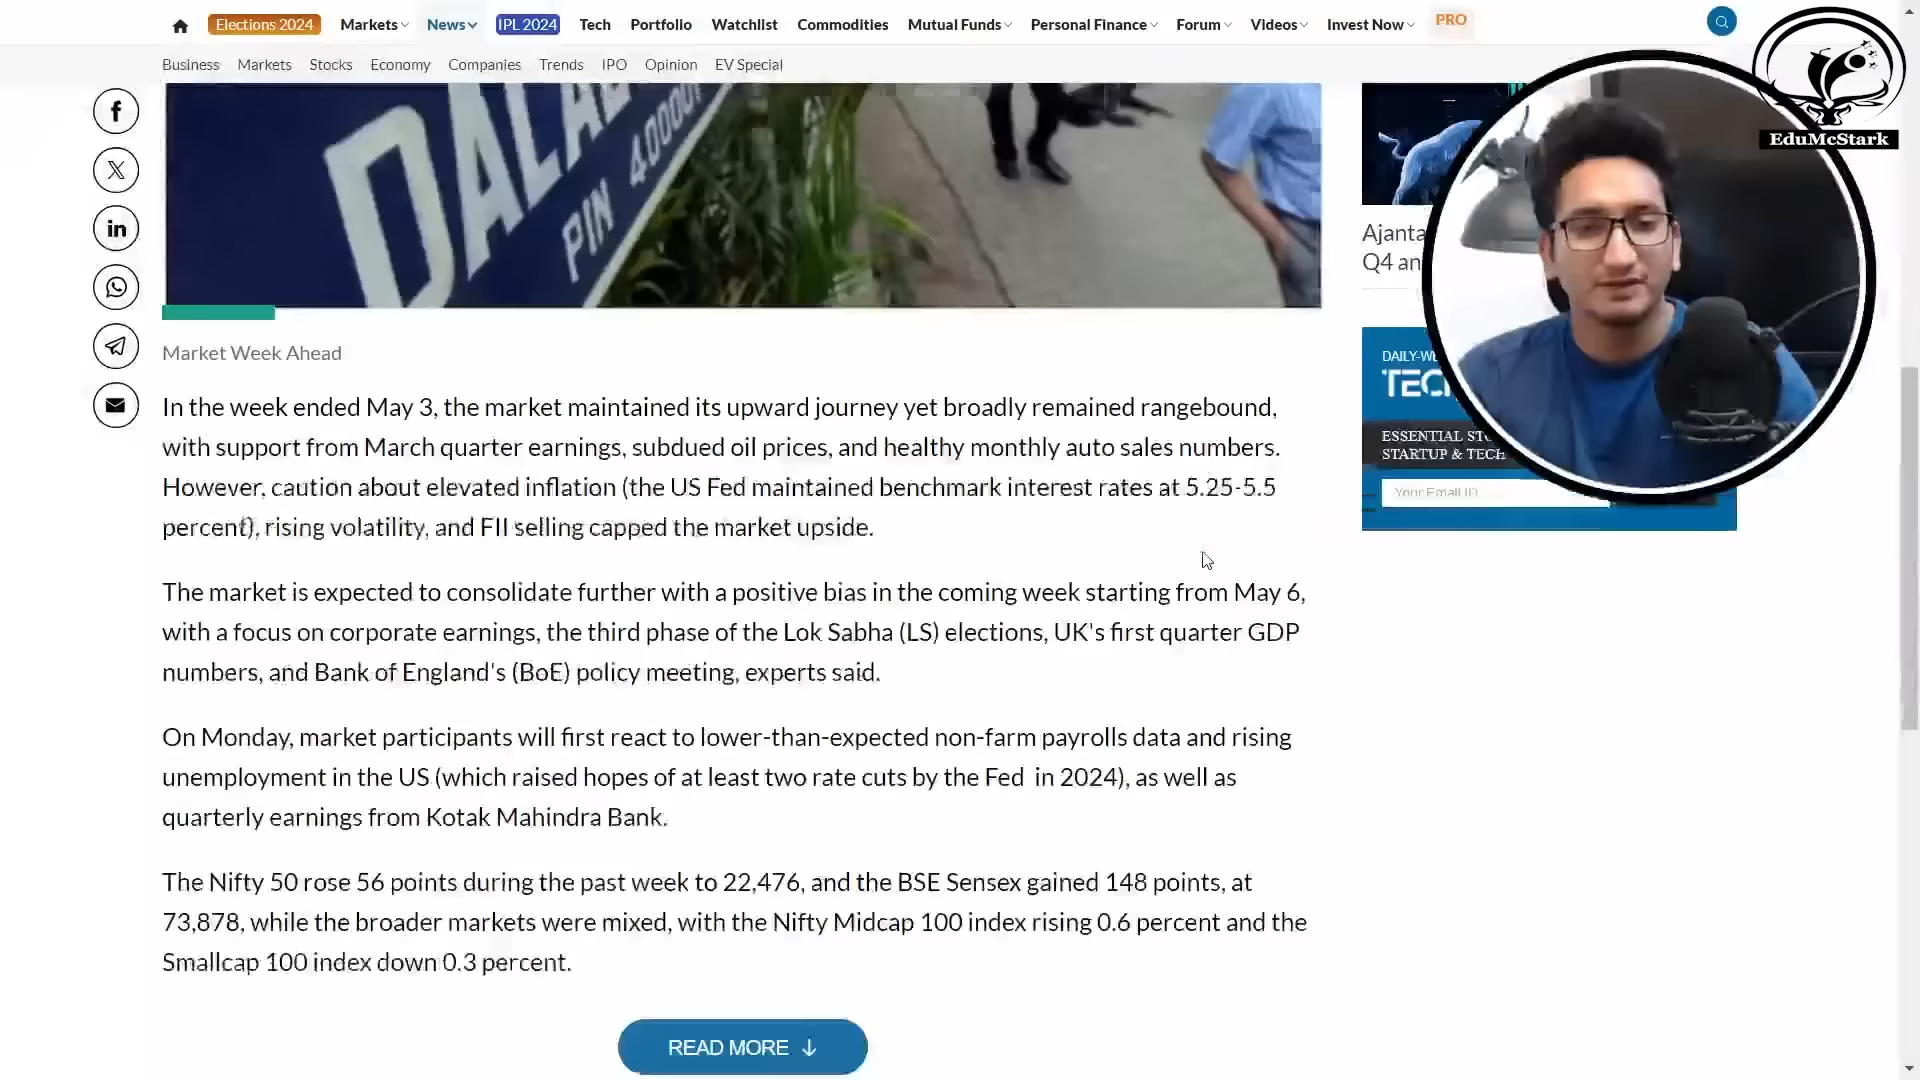 Elections 2024 Markets News IPL 2024 Tech Portfolio Watchlist Commodities Mutual Funds Personal Finance Forum Videos Invest Now PRO
Business Markets Stocks Economy Companies Trends IPO Opinion EV Special
EduMcStark
PIN
Market Week Ahead
In the week ended May 3, the market maintained its upward journey yet broadly remained rangebound,
with support from March quarter earnings, subdued oil prices, and healthy monthly auto sales numbers.
However, caution about elevated inflation (the US Fed maintained benchmark interest rates at 5.25-5.5
percent), rising volatility, and FII selling capped the market upside.
The market is expected to consolidate further with a positive bias in the coming week starting from May 6,
with a focus on corporate earnings, the third phase of the Lok Sabha (LS) elections, UK's first quarter GDP
numbers, and Bank of England's (BoE) policy meeting, experts said.
On Monday, market participants will first react to lower-than-expected non-farm payrolls data and rising
unemployment in the US (which raised hopes of at least two rate cuts by the Fed in 2024), as well as
quarterly earnings from Kotak Mahindra Bank.
The Nifty 50 rose 56 points during the past week to 22,476, and the BSE Sensex gained 148 points, at
73,878, while the broader markets were mixed, with the Nifty Midcap 100 index rising 0.6 percent and the
Smallcap 100 index down 0.3 percent.
READ MORE
Ajanta
Q4 an
ESSENTIAL
STARTUP & TECH
Your Email ID